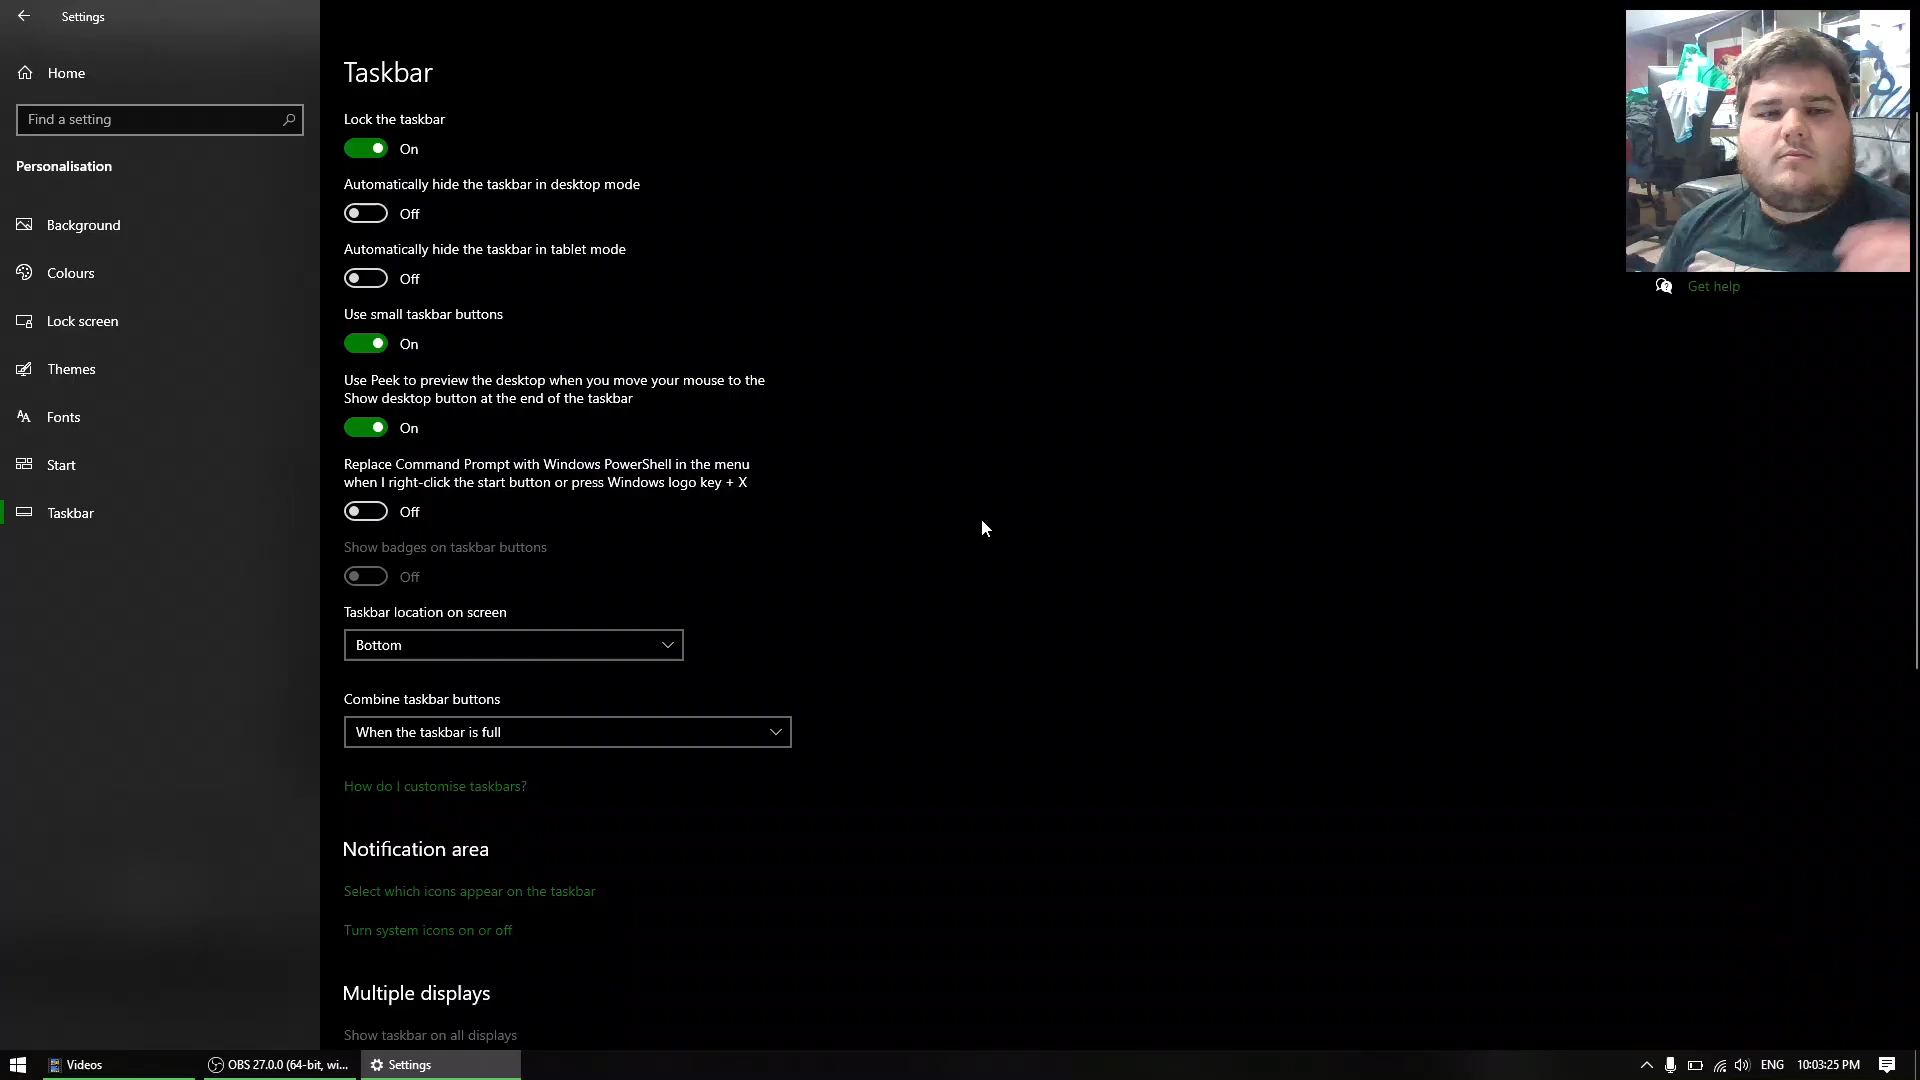 Settings
Home
Find a setting
Personalisation
Background
Colours
Lock screen
Themes
Fonts
Start
Taskbar
Taskbar
Lock the taskbar
On
Automatically hide the taskbar in desktop mode
Off
Automatically hide the taskbar in tablet mode
Off
Use small taskbar buttons
On
Use Peek to preview the desktop when you move your mouse to the
Show desktop button at the end of the taskbar
On
Replace Command Prompt with Windows PowerShell in the menu
when I right-click the start button or press Windows logo key + X
Off
Show badges on taskbar buttons
Off
Taskbar location on screen
Bottom
Combine taskbar buttons
When the taskbar is full
How do I customise taskbars?
Notification area
Select which icons appear on the taskbar
Turn system icons on or off
Multiple displays
Show taskbar on all displays
Get help
Videos
OBS 27.0.0 (64-bit, wi...
Settings
ENG
10:03:25 PM